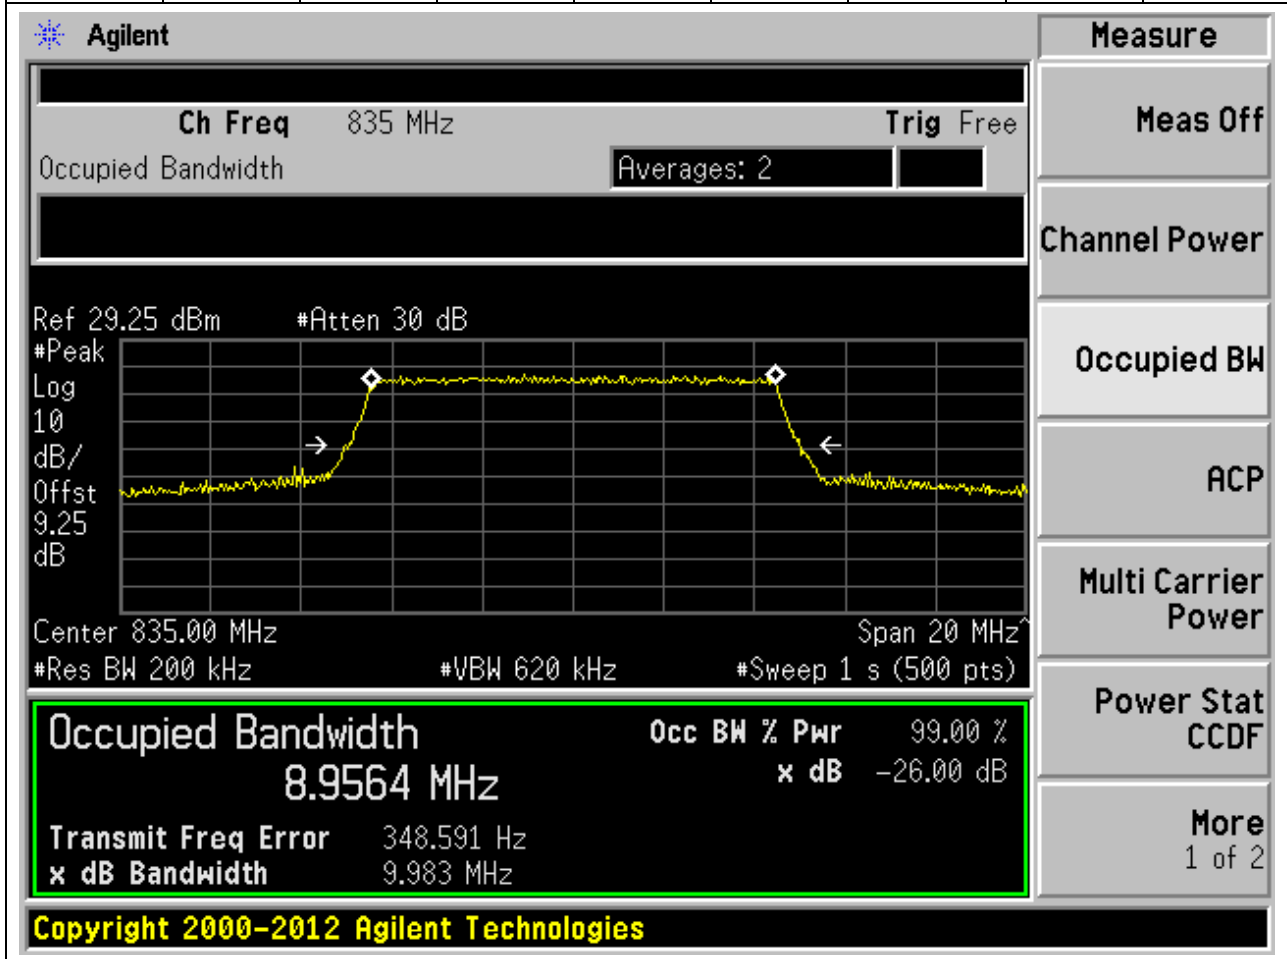 Agilent
Measure
Ch Freq 835 MHz Trig Free
Occupied Bandwidth Averages: 2
Ref 29.25 dBm #Atten 30 dB
#Peak
Log
10
dB/
Offst
9.25
dB
Center 835.00 MHz Span 20 MHz^
#Res BW 200 kHz #VBW 620 kHz #Sweep 1 s (500 pts)
Occupied Bandwidth Occ BW % Pwr 99.00 %
8.9564 MHz x dB -26.00 dB
Transmit Freq Error 348.591 Hz
x dB Bandwidth 9.983 MHz
Meas Off
Channel Power
Occupied BW
ACP
Multi Carrier
Power
Power Stat
CCDF
More
1 of 2
Copyright 2000-2012 Agilent Technologies